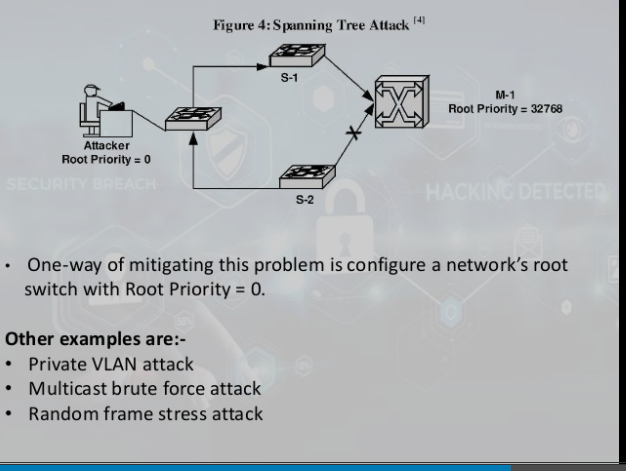 Figure 4: Spanning Tree Attack [4]
S-1
M-1
Root Priority = 32768
Attacker
Root Priority = 0
S-2
SECURITY BREACH
HACKING DETECTED
• One-way of mitigating this problem is configure a network's root
switch with Root Priority = 0.
Other examples are:-
• Private VLAN attack
• Multicast brute force attack
• Random frame stress attack